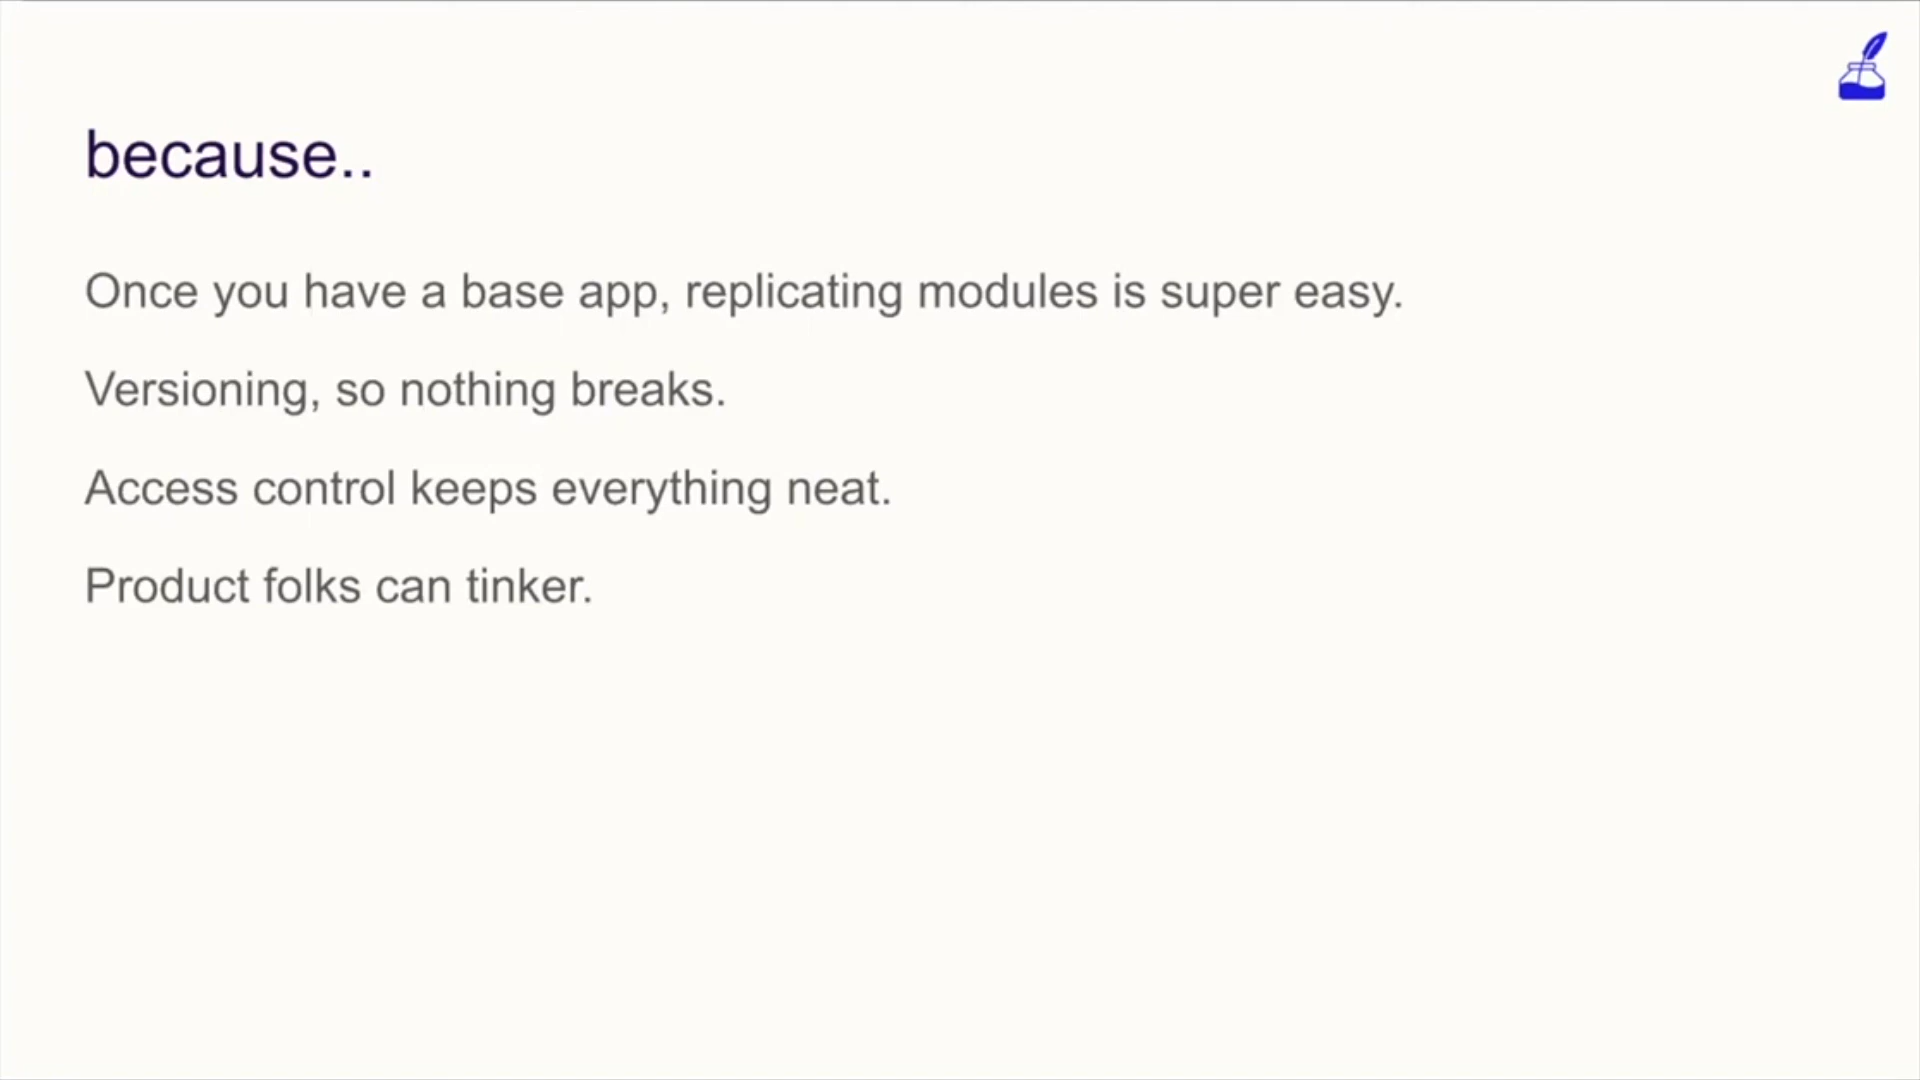 because..
Once you have a base app, replicating modules is super easy.
Versioning, so nothing breaks.
Access control keeps everything neat.
Product folks can tinker.